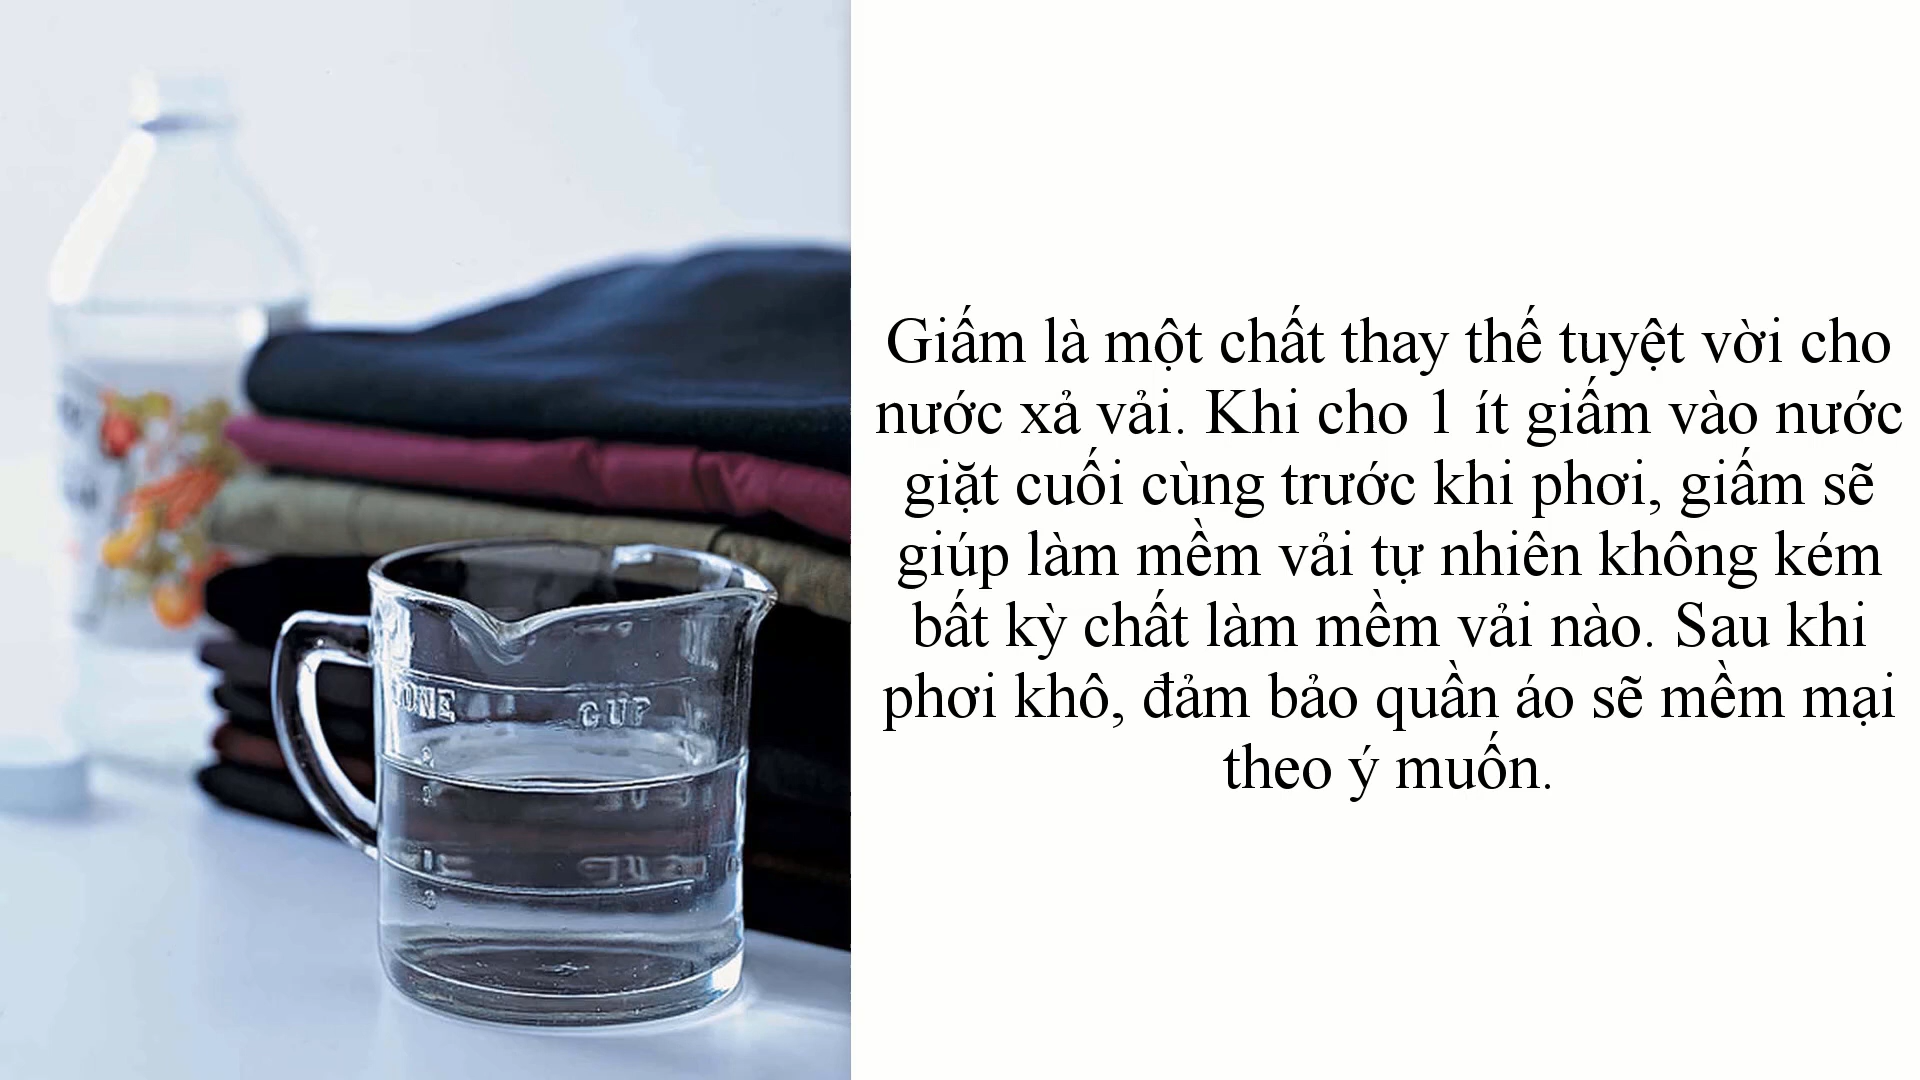 Giấm là một chất thay thế tuyệt vời cho
nước xả vải. Khi cho 1 ít giấm vào nước
giặt cuối cùng trước khi phơi, giấm sẽ
giúp làm mềm vải tự nhiên không kém
bất kỳ chất làm mềm vải nào. Sau khi
phơi khô, đảm bảo quần áo sẽ mềm mại
theo ý muốn.
ONE CUP